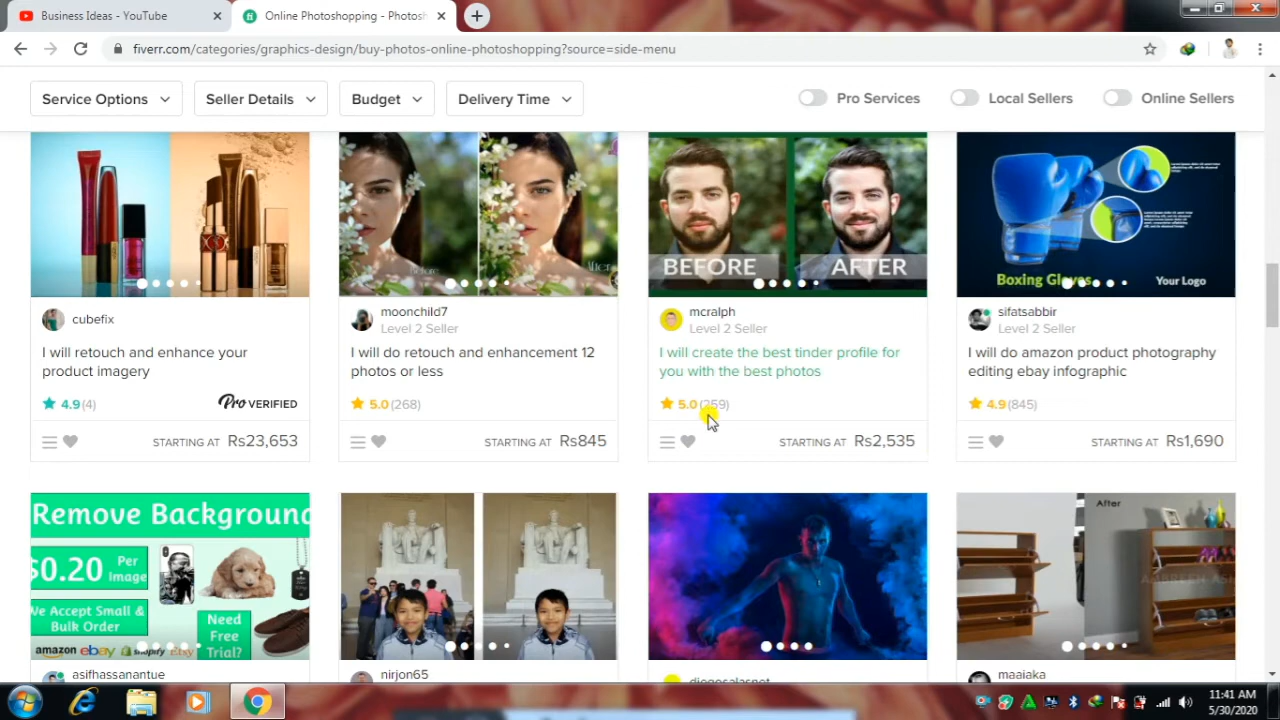 Business Ideas - YouTube
Online Photoshopping - Photosh
fiverr.com/categories/graphics-design/buy-photos-online-photoshopping?source=side-menu
Service Options
Seller Details
Budget
Delivery Time
Pro Services
Local Sellers
Online Sellers
Before
After
BEFORE
AFTER
Boxing Gloves
Your Logo
cubefix
I will retouch and enhance your
product imagery
4.9 (4)
Pro VERIFIED
STARTING AT Rs23,653
moonchild7
Level 2 Seller
I will do retouch and enhancement 12
photos or less
5.0 (268)
STARTING AT Rs845
mcralph
Level 2 Seller
I will create the best tinder profile for
you with the best photos
5.0 (259)
STARTING AT Rs2,535
sifatsabbir
Level 2 Seller
I will do amazon product photography
editing ebay infographic
4.9 (845)
STARTING AT Rs1,690
Remove Background
$0.20 Per
Image
We Accept Small &
Bulk Order
Need
Free
Trial?
amazon ebay shopify Etsy
After
asifhassanantue
nirjon65
diegosalasnet
maaiaka
11:41 AM
5/30/2020